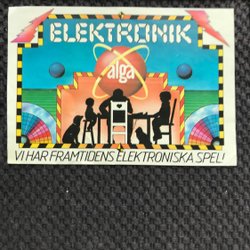 ELEKTRONIK
alga
VI HAR FRAMTIDENS ELEKTRONISKA SPEL!